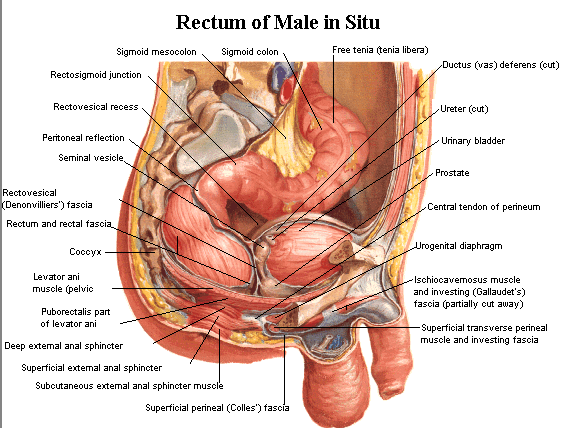 Rectum of Male in Situ
Sigmoid mesocolon
Sigmoid colon
Free tenia (tenia libera)
Rectosigmoid junction
Rectovesical recess
Peritoneal reflection
Seminal vesicle
Rectovesical
(Denonvilliers') fascia
Rectum and rectal fascia
Coccyx
Levator ani
muscle (pelvic
Puborectalis part
of levator ani
Deep external anal sphincter
Superficial external anal sphincter
Subcutaneous external anal sphincter muscle
Superficial perineal (Colles') fascia
Ductus (vas) deferens (cut)
Ureter (cut)
Urinary bladder
Prostate
Central tendon of perineum
Urogenital diaphragm
Ischiocavernosus muscle
and investing (Gallaudet's)
fascia (partially cut away)
Superficial transverse perineal
muscle and investing fascia